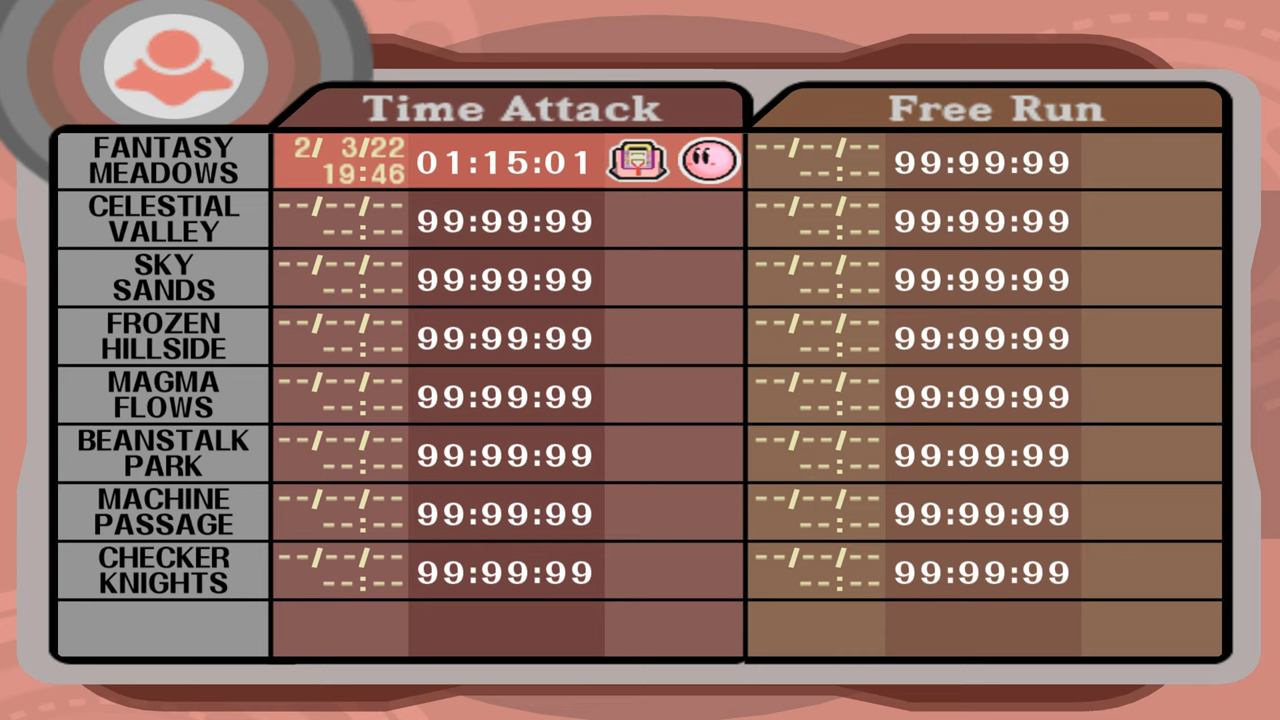 Time Attack Free Run
FANTASY MEADOWS 2/ 3/22 19:46 01:15:01 --/--/-- --:-- 99:99:99
CELESTIAL VALLEY --/--/-- --:-- 99:99:99 --/--/-- --:-- 99:99:99
SKY SANDS --/--/-- --:-- 99:99:99 --/--/-- --:-- 99:99:99
FROZEN HILLSIDE --/--/-- --:-- 99:99:99 --/--/-- --:-- 99:99:99
MAGMA FLOWS --/--/-- --:-- 99:99:99 --/--/-- --:-- 99:99:99
BEANSTALK PARK --/--/-- --:-- 99:99:99 --/--/-- --:-- 99:99:99
MACHINE PASSAGE --/--/-- --:-- 99:99:99 --/--/-- --:-- 99:99:99
CHECKER KNIGHTS --/--/-- --:-- 99:99:99 --/--/-- --:-- 99:99:99